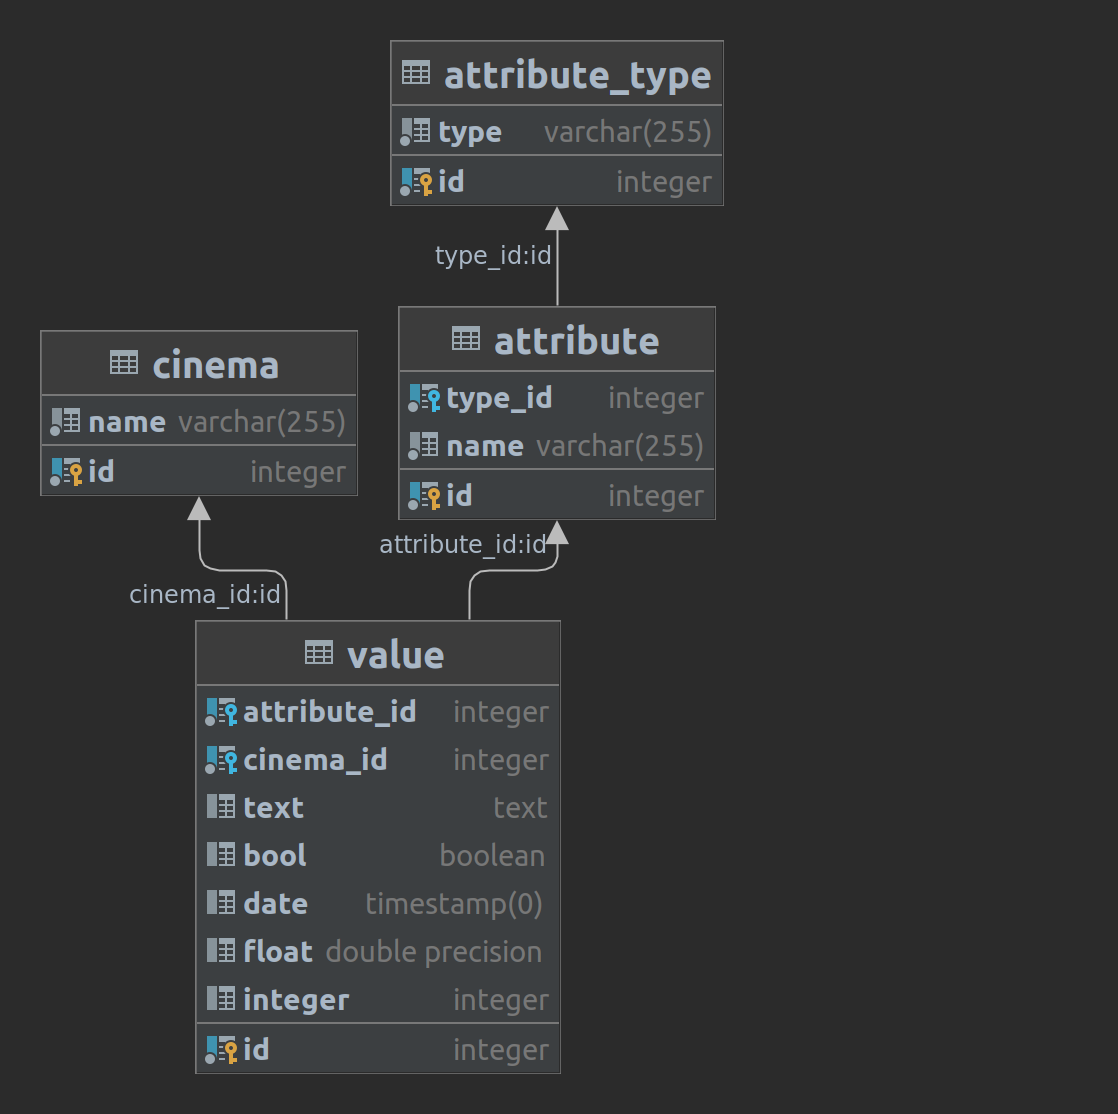 attribute_type
type varchar(255)
id integer
type_id:id
cinema
name varchar(255)
id integer
attribute
type_id integer
name varchar(255)
id integer
attribute_id:id
cinema_id:id
value
attribute_id integer
cinema_id integer
text text
bool boolean
date timestamp(0)
float double precision
integer integer
id integer